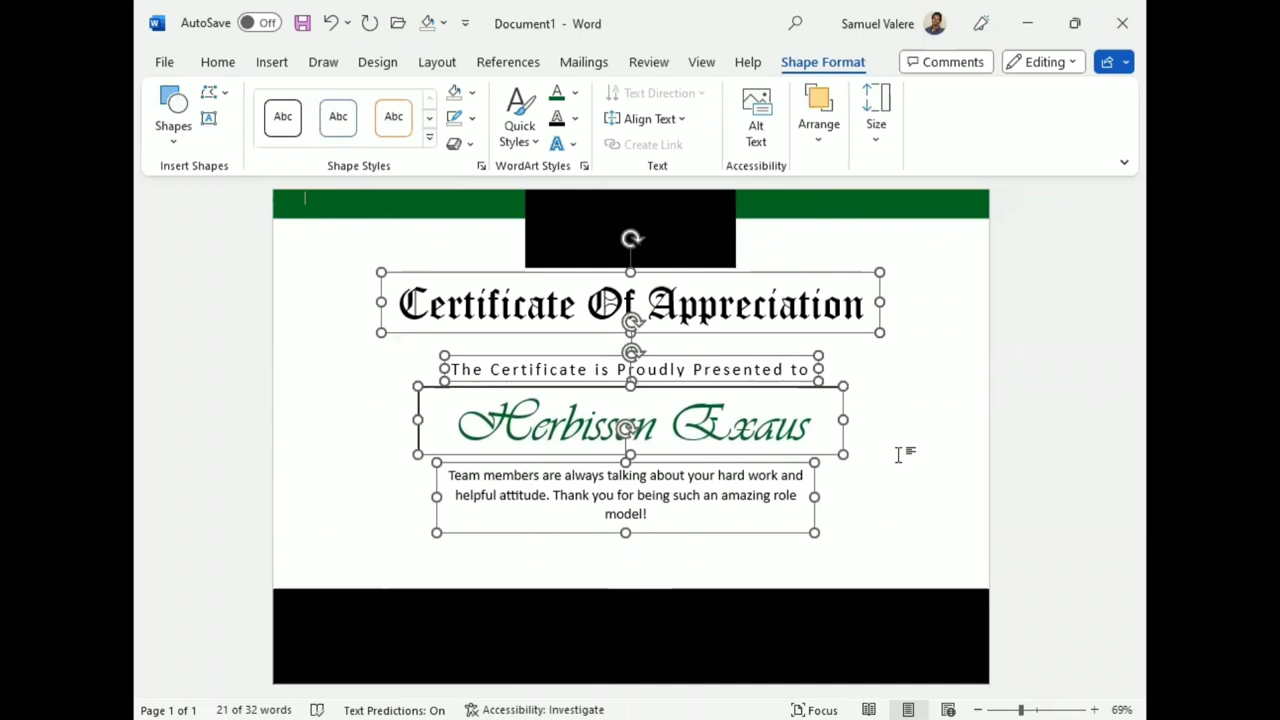 AutoSave Off Document1 - Word Samuel Valere
File Home Insert Draw Design Layout References Mailings Review View Help Shape Format Comments Editing
Shapes
Insert Shapes
Abc Abc Abc
Shape Styles
Quick Styles
WordArt Styles
Text Direction
Align Text
Create Link
Text
Alt Text
Accessibility
Arrange
Size
Certificate Of Appreciation
The Certificate is Proudly Presented to
Herbisson Exaus
Team members are always talking about your hard work and
helpful attitude. Thank you for being such an amazing role
model!
Page 1 of 1 21 of 32 words Text Predictions: On Accessibility: Investigate Focus 69%